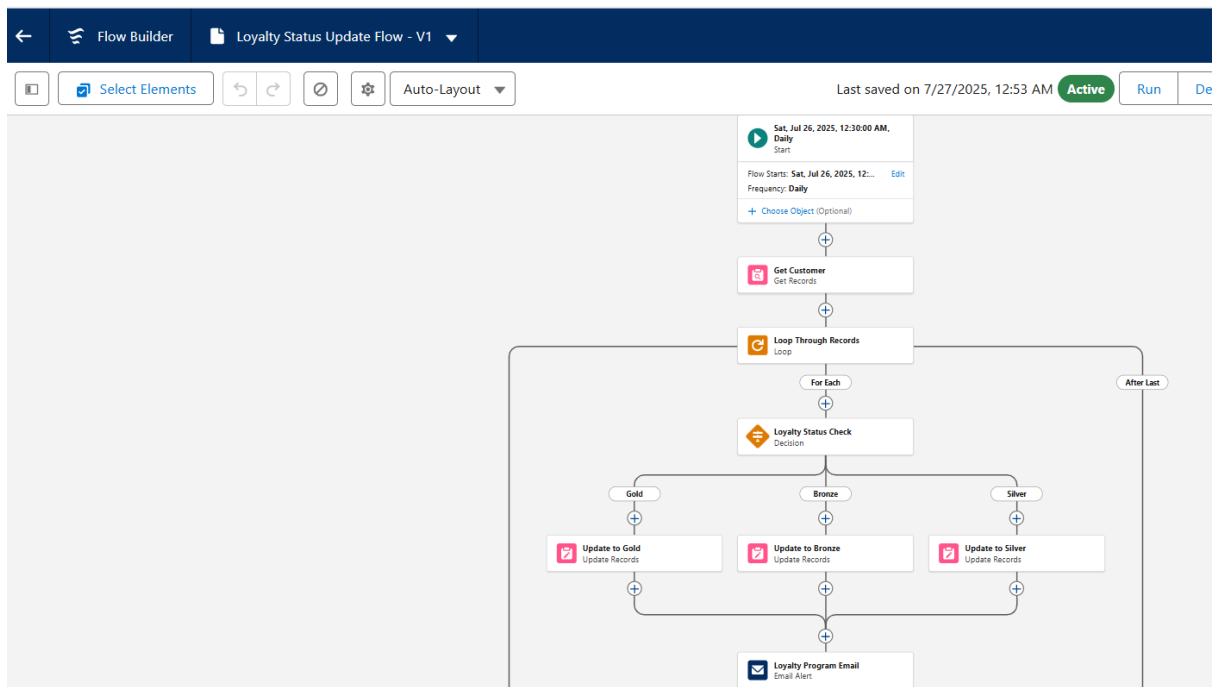 Flow Builder
Loyalty Status Update Flow - V1
Select Elements
Auto-Layout
Last saved on 7/27/2025, 12:53 AM
Active
Run
De
Sat, Jul 26, 2025, 12:30:00 AM,
Daily
Start
Flow Starts: Sat, Jul 26, 2025, 12:...
Edit
Frequency: Daily
+ Choose Object (Optional)
Get Customer
Get Records
Loop Through Records
Loop
For Each
After Last
Loyalty Status Check
Decision
Gold
Bronze
Silver
Update to Gold
Update Records
Update to Bronze
Update Records
Update to Silver
Update Records
Loyalty Program Email
Email Alert